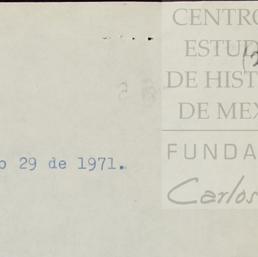 CENTRO
ESTUD
DE HIST
DE MEX
FUNDA
Carlos
o 29 de 1971.